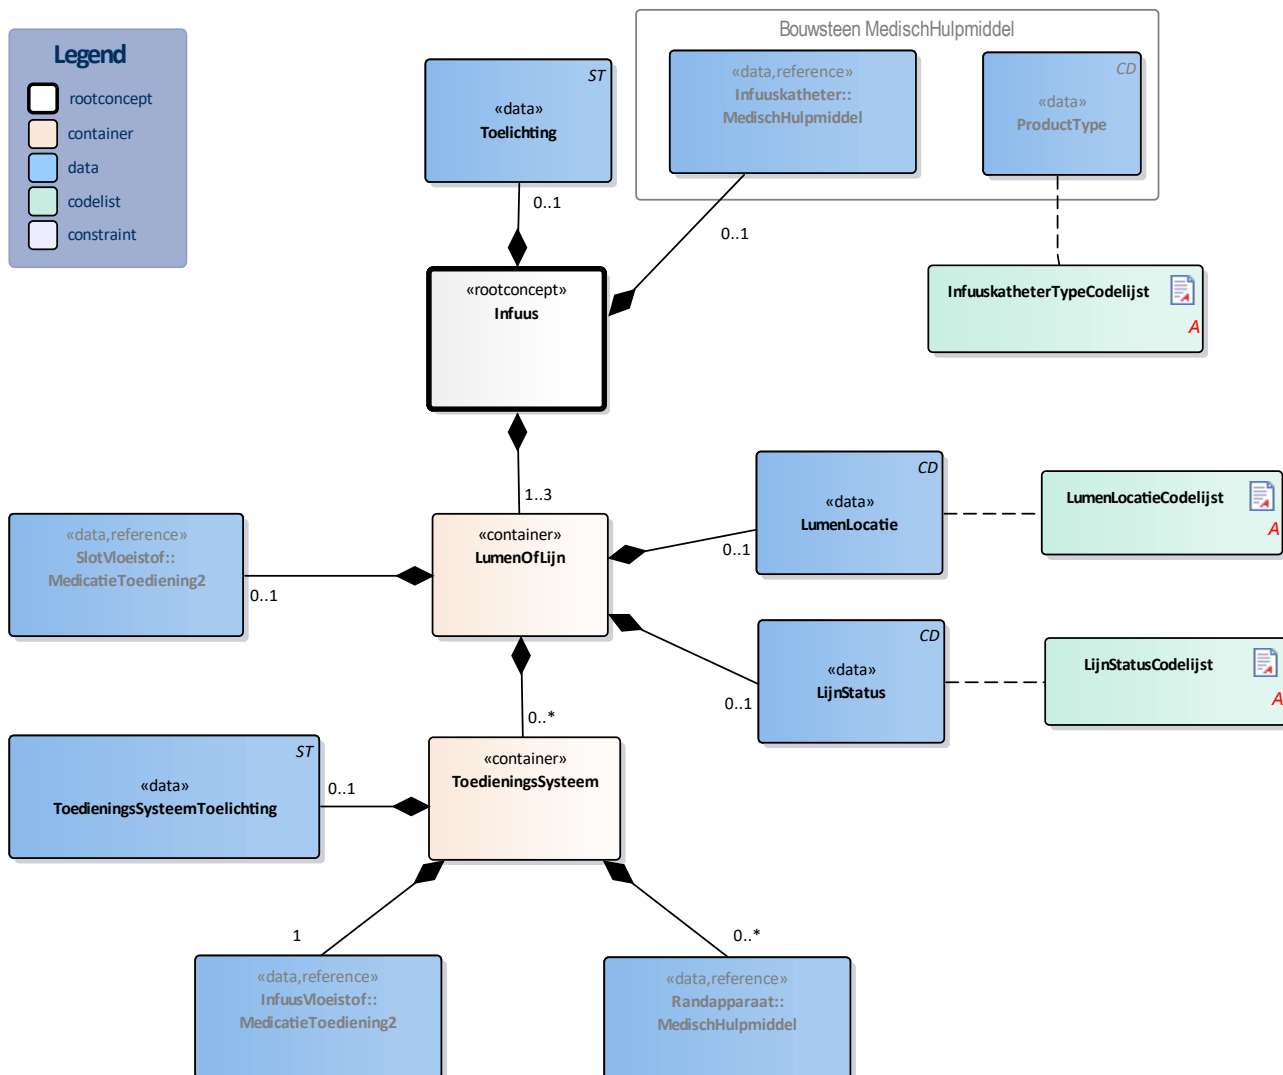 Legend
rootconcept
container
data
codelist
constraint
Bouwsteen MedischHulpmiddel
ST
«data»
Toelichting
«data,reference»
Infuuskatheter::
MedischHulpmiddel
CD
«data»
ProductType
0..1
0..1
«rootconcept»
Infuus
InfuuskatheterTypeCodelijst
A
1..3
CD
«data»
LumenLocatie
0..1
LumenLocatieCodelijst
A
«data,reference»
SlotVloeistof::
MedicatieToediening2
0..1
«container»
LumenOfLijn
CD
«data»
LijnStatus
0..1
LijnStatusCodelijst
A
0..*
ST
«data»
ToedieningsSysteemToelichting
0..1
«container»
ToedieningsSysteem
1
0..*
«data,reference»
InfuusVloeistof::
MedicatieToediening2
«data,reference»
Randapparaat::
MedischHulpmiddel